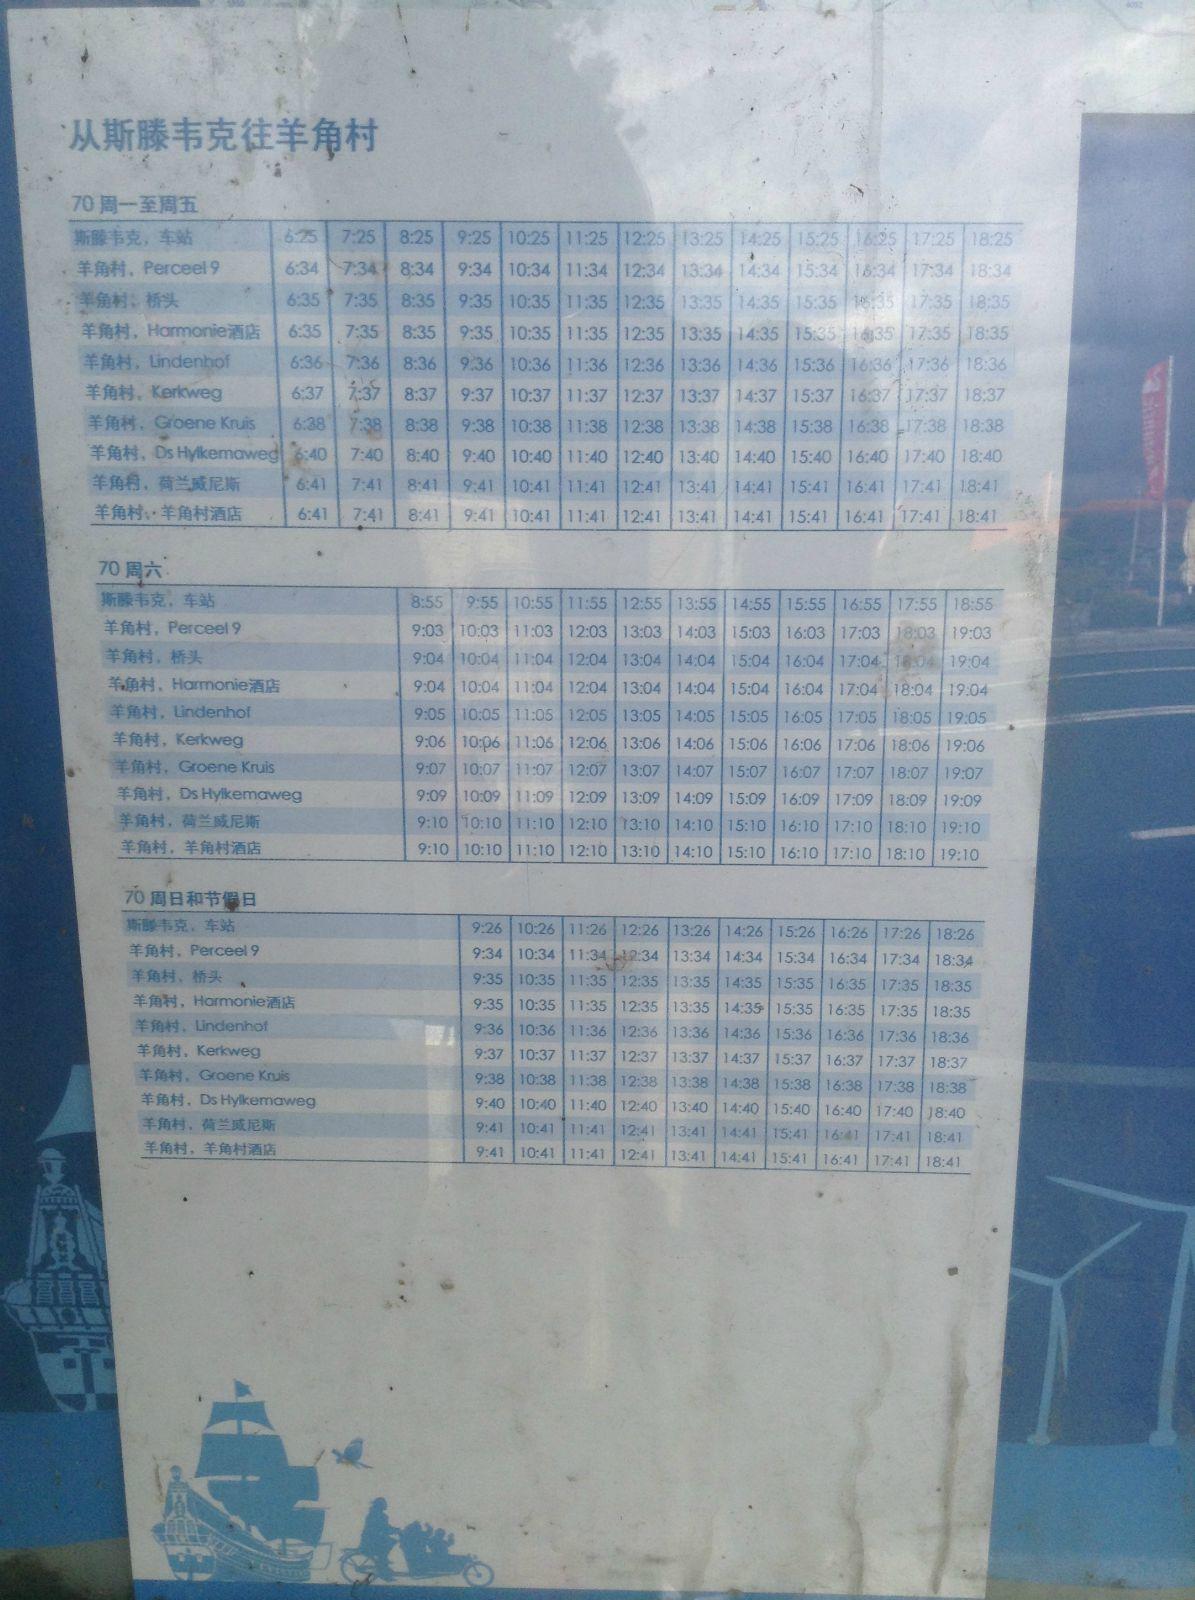 从斯滕韦克往羊角村
70 周一至周五
斯滕韦克，车站 6:25 7:25 8:25 9:25 10:25 11:25 12:25 13:25 14:25 15:25 16:25 17:25 18:25
羊角村，Perceel 9 6:34 7:34 8:34 9:34 10:34 11:34 12:34 13:34 14:34 15:34 16:34 17:34 18:34
羊角村，桥头 6:35 7:35 8:35 9:35 10:35 11:35 12:35 13:35 14:35 15:35 16:35 17:35 18:35
羊角村，Harmonie酒店 6:35 7:35 8:35 9:35 10:35 11:35 12:35 13:35 14:35 15:35 16:35 17:35 18:35
羊角村，Lindenhof 6:36 7:36 8:36 9:36 10:36 11:36 12:36 13:36 14:36 15:36 16:36 17:36 18:36
羊角村，Kerkweg 6:37 7:37 8:37 9:37 10:37 11:37 12:37 13:37 14:37 15:37 16:37 17:37 18:37
羊角村，Groene Kruis 6:38 7:38 8:38 9:38 10:38 11:38 12:38 13:38 14:38 15:38 16:38 17:38 18:38
羊角村，Ds Hylkemaweg 6:40 7:40 8:40 9:40 10:40 11:40 12:40 13:40 14:40 15:40 16:40 17:40 18:40
羊角村，荷兰威尼斯 6:41 7:41 8:41 9:41 10:41 11:41 12:41 13:41 14:41 15:41 16:41 17:41 18:41
羊角村，羊角村酒店 6:41 7:41 8:41 9:41 10:41 11:41 12:41 13:41 14:41 15:41 16:41 17:41 18:41
70 周六
斯滕韦克，车站 8:55 9:55 10:55 11:55 12:55 13:55 14:55 15:55 16:55 17:55 18:55
羊角村，Perceel 9 9:03 10:03 11:03 12:03 13:03 14:03 15:03 16:03 17:03 18:03 19:03
羊角村，桥头 9:04 10:04 11:04 12:04 13:04 14:04 15:04 16:04 17:04 18:04 19:04
羊角村，Harmonie酒店 9:04 10:04 11:04 12:04 13:04 14:04 15:04 16:04 17:04 18:04 19:04
羊角村，Lindenhof 9:05 10:05 11:05 12:05 13:05 14:05 15:05 16:05 17:05 18:05 19:05
羊角村，Kerkweg 9:06 10:06 11:06 12:06 13:06 14:06 15:06 16:06 17:06 18:06 19:06
羊角村，Groene Kruis 9:07 10:07 11:07 12:07 13:07 14:07 15:07 16:07 17:07 18:07 19:07
羊角村，Ds Hylkemaweg 9:09 10:09 11:09 12:09 13:09 14:09 15:09 16:09 17:09 18:09 19:09
羊角村，荷兰威尼斯 9:10 10:10 11:10 12:10 13:10 14:10 15:10 16:10 17:10 18:10 19:10
羊角村，羊角村酒店 9:10 10:10 11:10 12:10 13:10 14:10 15:10 16:10 17:10 18:10 19:10
70 周日和节假日
斯滕韦克，车站 9:26 10:26 11:26 12:26 13:26 14:26 15:26 16:26 17:26 18:26
羊角村，Perceel 9 9:34 10:34 11:34 12:34 13:34 14:34 15:34 16:34 17:34 18:34
羊角村，桥头 9:35 10:35 11:35 12:35 13:35 14:35 15:35 16:35 17:35 18:35
羊角村，Harmonie酒店 9:35 10:35 11:35 12:35 13:35 14:35 15:35 16:35 17:35 18:35
羊角村，Lindenhof 9:36 10:36 11:36 12:36 13:36 14:36 15:36 16:36 17:36 18:36
羊角村，Kerkweg 9:37 10:37 11:37 12:37 13:37 14:37 15:37 16:37 17:37 18:37
羊角村，Groene Kruis 9:38 10:38 11:38 12:38 13:38 14:38 15:38 16:38 17:38 18:38
羊角村，Ds Hylkemaweg 9:40 10:40 11:40 12:40 13:40 14:40 15:40 16:40 17:40 18:40
羊角村，荷兰威尼斯 9:41 10:41 11:41 12:41 13:41 14:41 15:41 16:41 17:41 18:41
羊角村，羊角村酒店 9:41 10:41 11:41 12:41 13:41 14:41 15:41 16:41 17:41 18:41